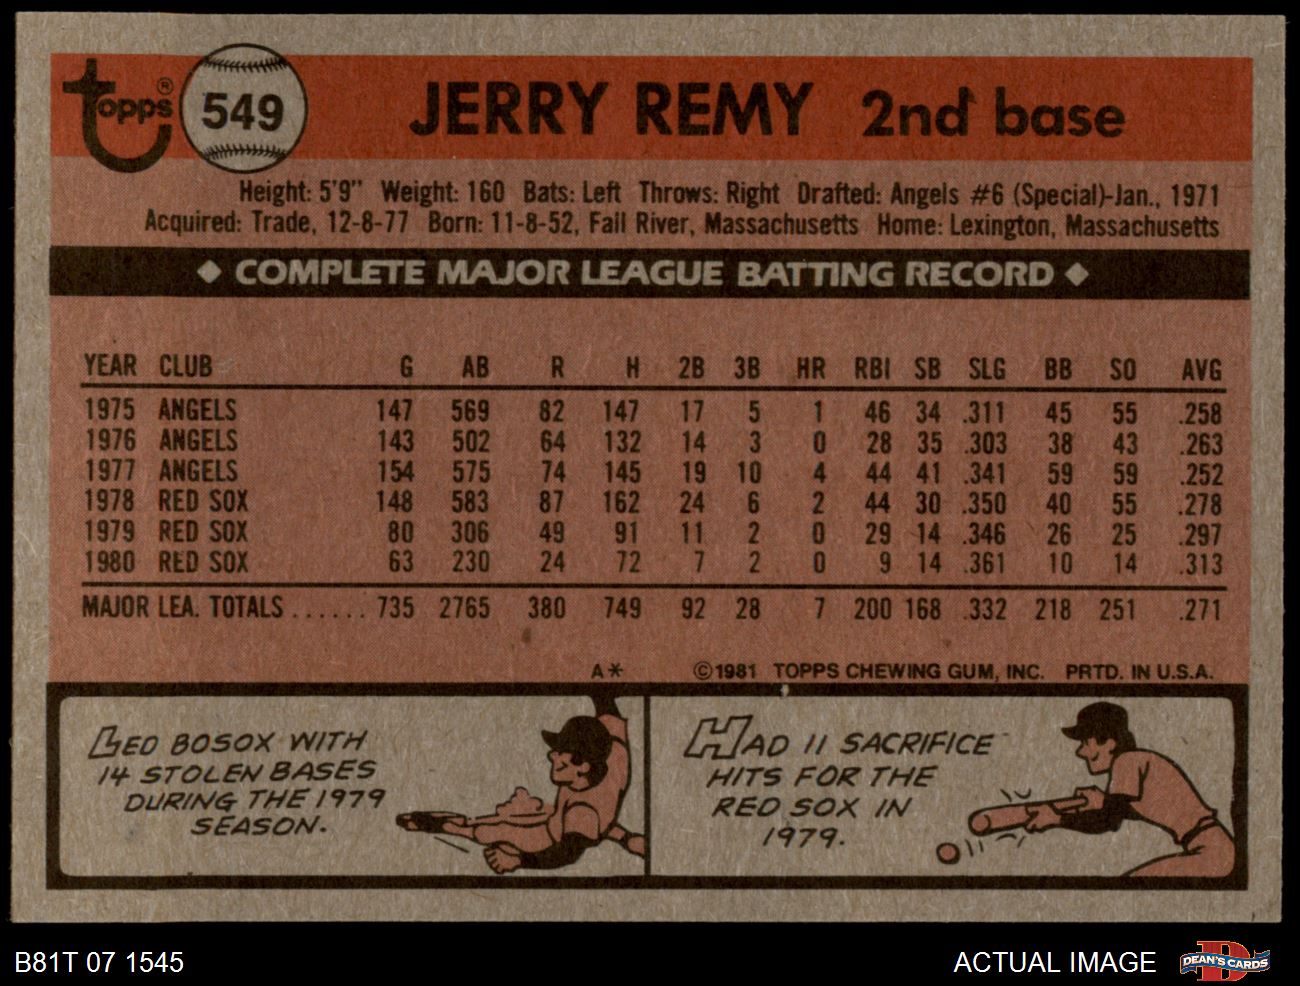 Topps® 549 JERRY REMY 2nd base
Height: 5'9" Weight: 160 Bats: Left Throws: Right Drafted: Angels #6 (Special)-Jan., 1971
Acquired: Trade, 12-8-77 Born: 11-8-52, Fall River, Massachusetts Home: Lexington, Massachusetts
◆ COMPLETE MAJOR LEAGUE BATTING RECORD ◆
YEAR CLUB G AB R H 2B 3B HR RBI SB SLG BB SO AVG
1975 ANGELS 147 569 82 147 17 5 1 46 34 .311 45 55 .258
1976 ANGELS 143 502 64 132 14 3 0 28 35 .303 38 43 .263
1977 ANGELS 154 575 74 145 19 10 4 44 41 .341 59 59 .252
1978 RED SOX 148 583 87 162 24 6 2 44 30 .350 40 55 .278
1979 RED SOX 80 306 49 91 11 2 0 29 14 .346 26 25 .297
1980 RED SOX 63 230 24 72 7 2 0 9 14 .361 10 14 .313
MAJOR LEA. TOTALS...... 735 2765 380 749 92 28 7 200 168 .332 218 251 .271
A* ©1981 TOPPS CHEWING GUM, INC. PRTD. IN U.S.A.
LED BOSOX WITH
14 STOLEN BASES
DURING THE 1979
SEASON.
HAD 11 SACRIFICE
HITS FOR THE
RED SOX IN
1979.
B81T 07 1545 ACTUAL IMAGE DEAN'S CARDS